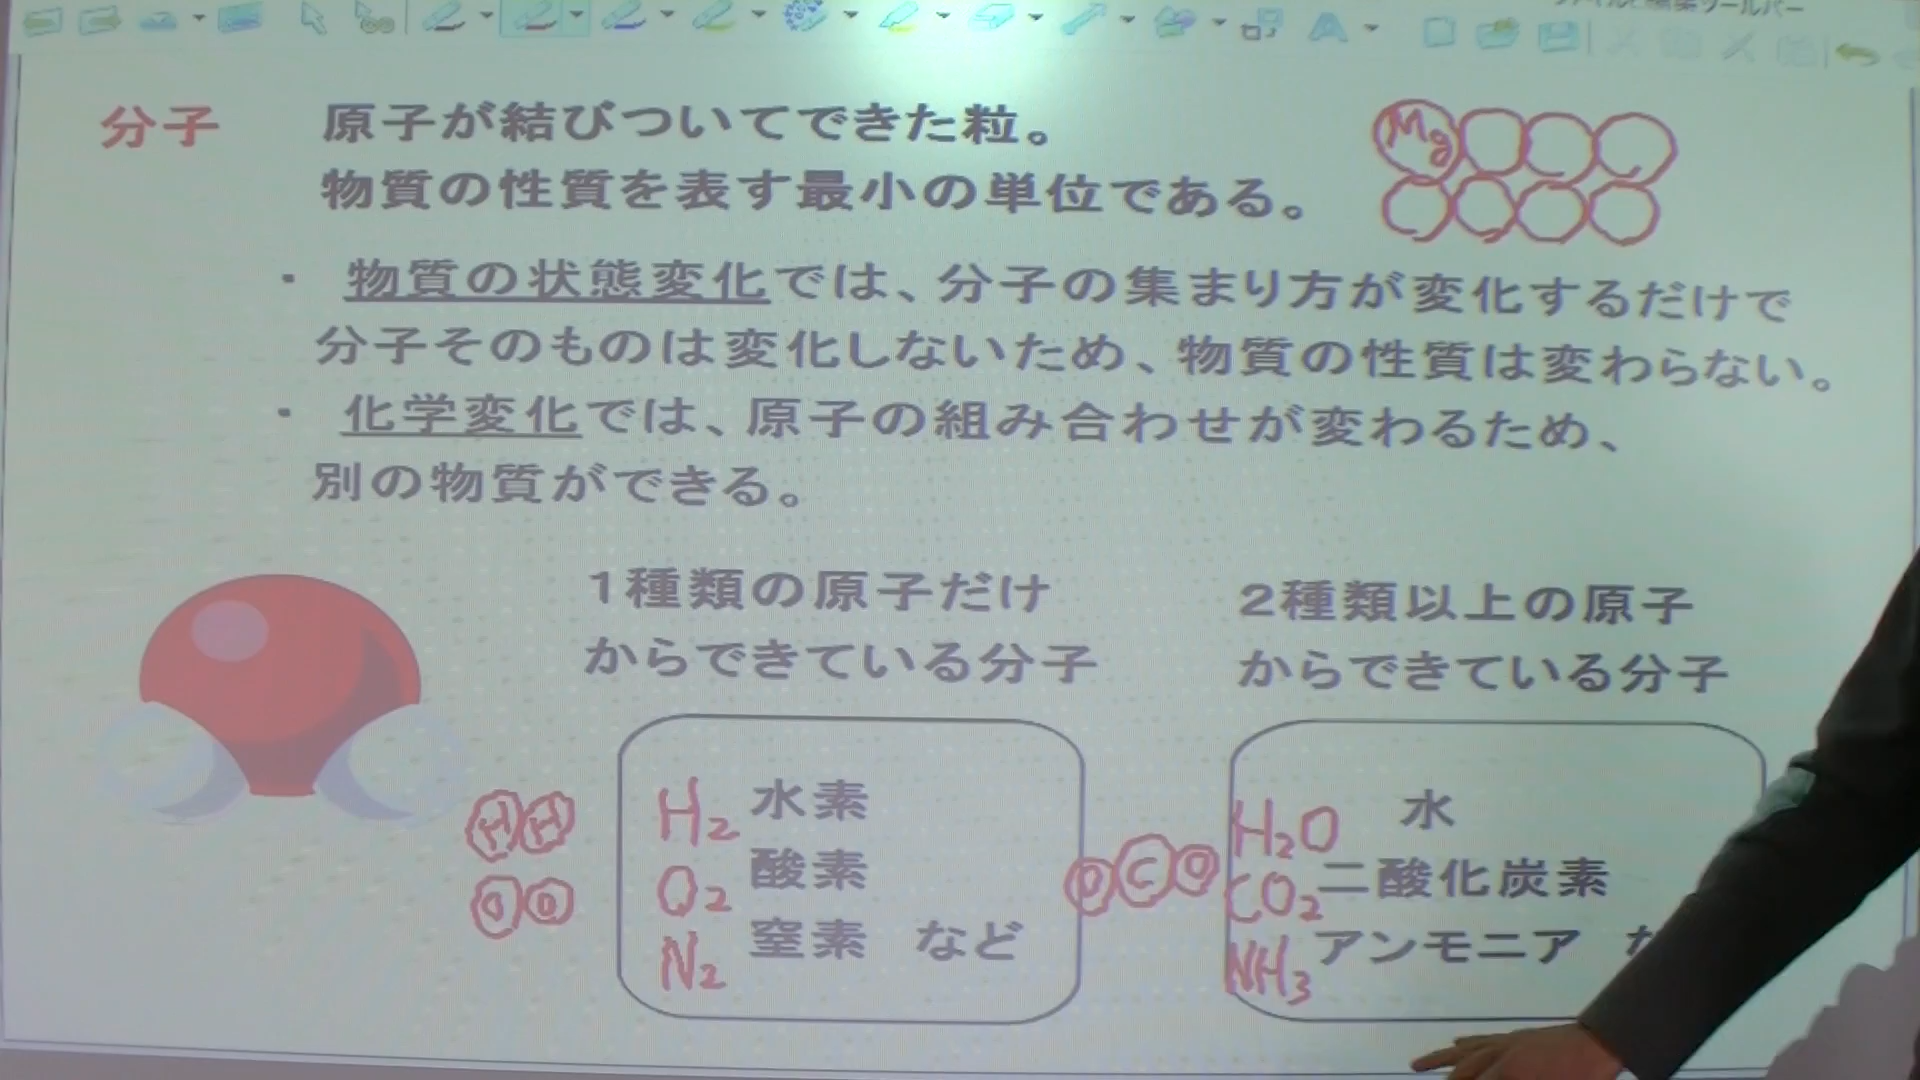 分子 原子が結びついてできた粒。
物質の性質を表す最小の単位である。
Mg
・ 物質の状態変化では、分子の集まり方が変化するだけで
分子そのものは変化しないため、物質の性質は変わらない。
・ 化学変化では、原子の組み合わせが変わるため、
別の物質ができる。
1種類の原子だけ
からできている分子
2種類以上の原子
からできている分子
H H
H2 水素
O O
O2 酸素
N2 窒素 など
O C O
H2O 水
CO2 二酸化炭素
NH3 アンモニア